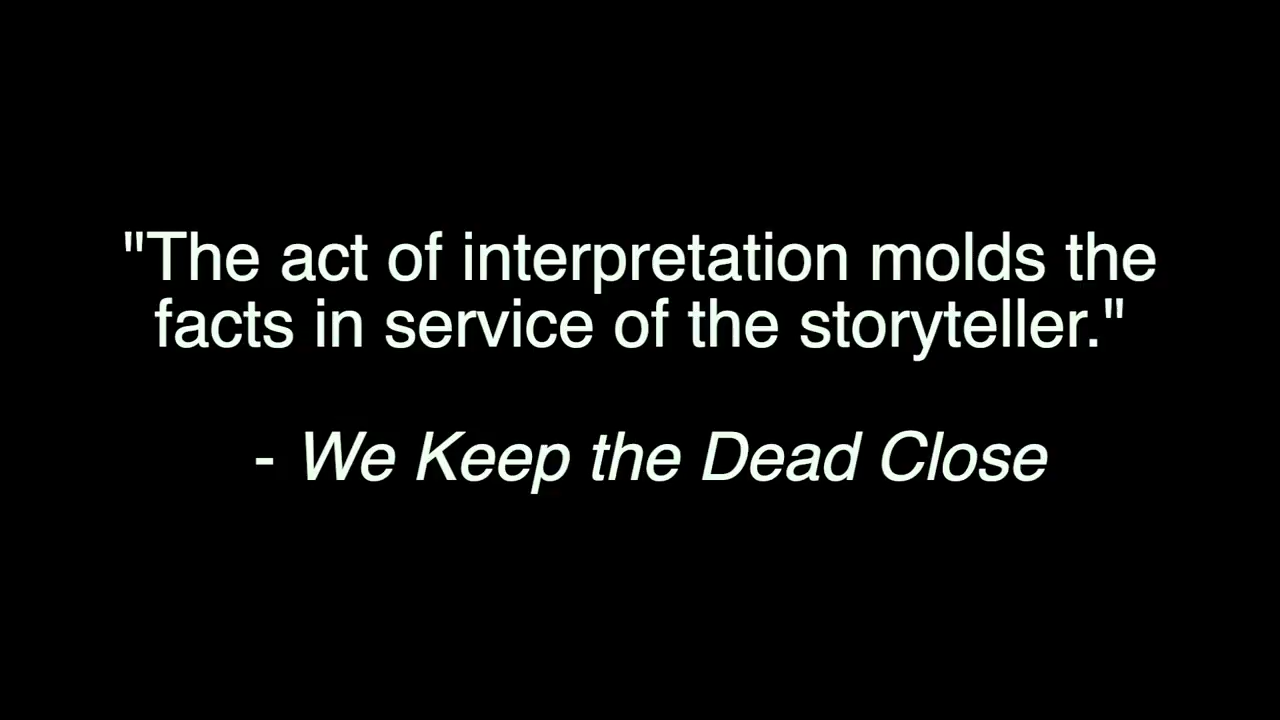 "The act of interpretation molds the
facts in service of the storyteller."
- We Keep the Dead Close